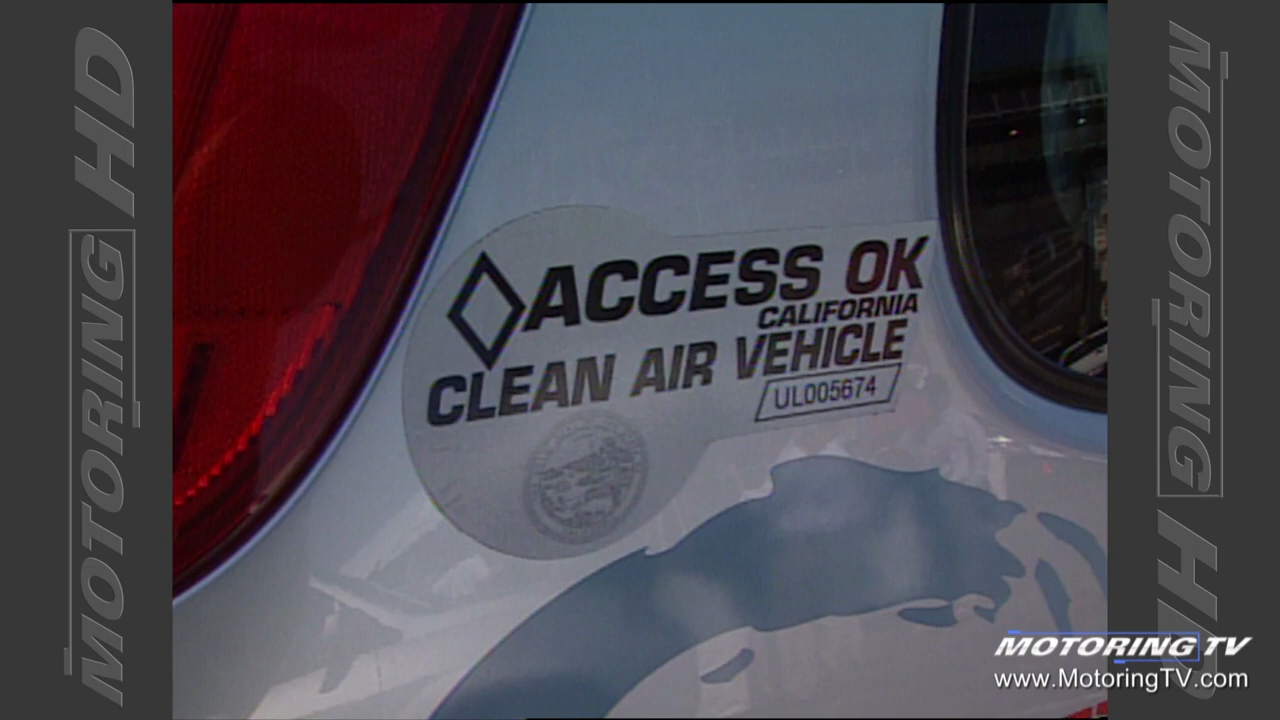 MOTORING HD
ACCESS OK
CALIFORNIA
CLEAN AIR VEHICLE
UL005674
MOTORING HD
MOTORING TV
www.MotoringTV.com